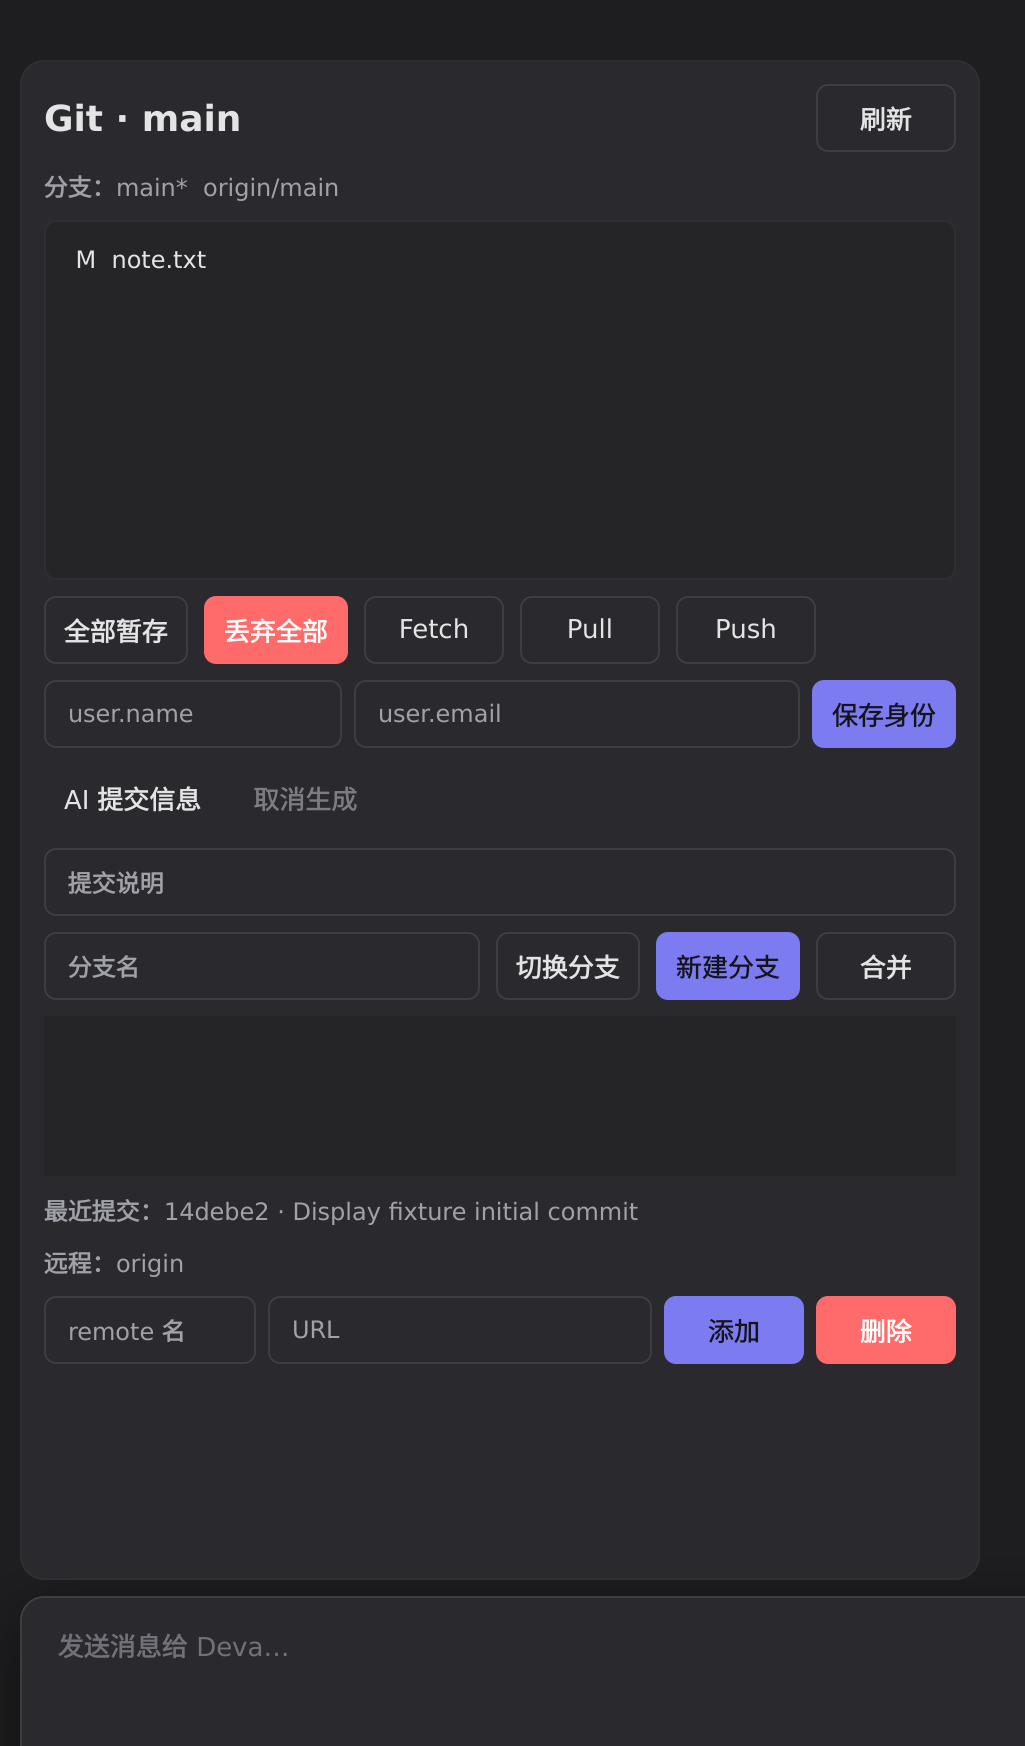 Git · main
刷新
分支：main* origin/main
M note.txt
全部暂存 丢弃全部 Fetch Pull Push
user.name user.email 保存身份
AI 提交信息 取消生成
提交说明
分支名 切换分支 新建分支 合并
最近提交：14debe2 · Display fixture initial commit
远程：origin
remote 名 URL 添加 删除
发送消息给 Deva...